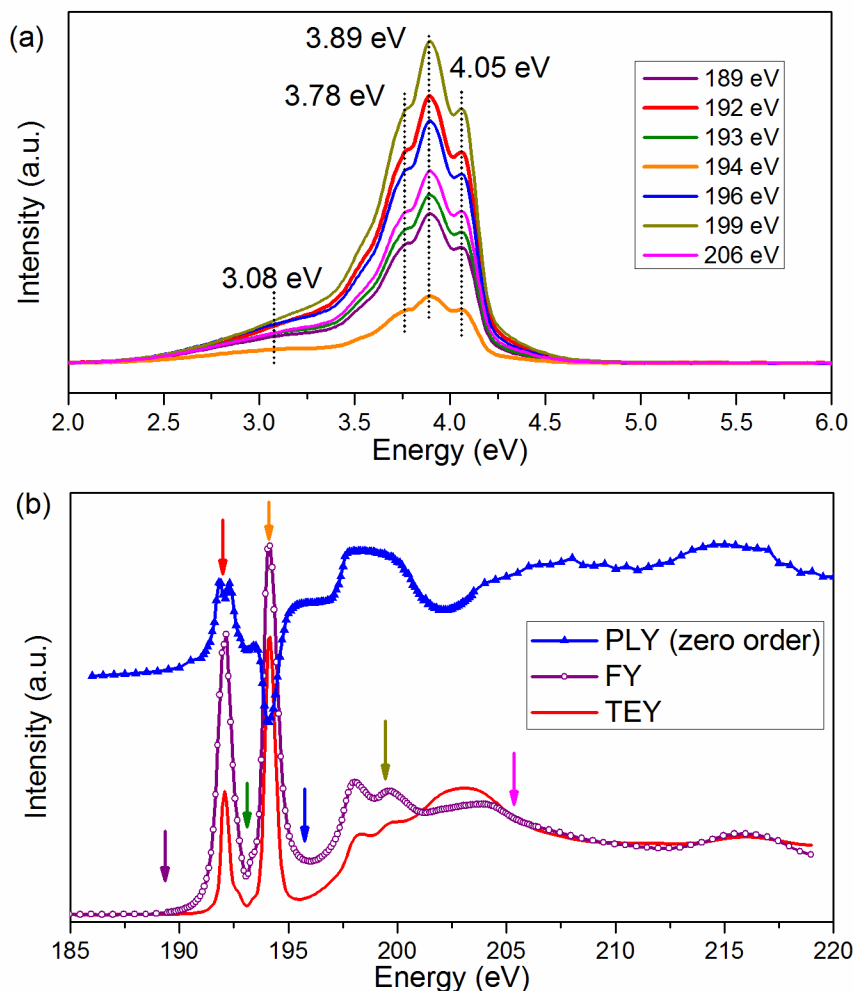 (a)
3.89 eV
4.05 eV
3.78 eV
3.08 eV
189 eV
192 eV
193 eV
194 eV
196 eV
199 eV
206 eV
Intensity (a.u.)
2.0 2.5 3.0 3.5 4.0 4.5 5.0 5.5 6.0
Energy (eV)
(b)
PLY (zero order)
FY
TEY
Intensity (a.u.)
185 190 195 200 205 210 215 220
Energy (eV)